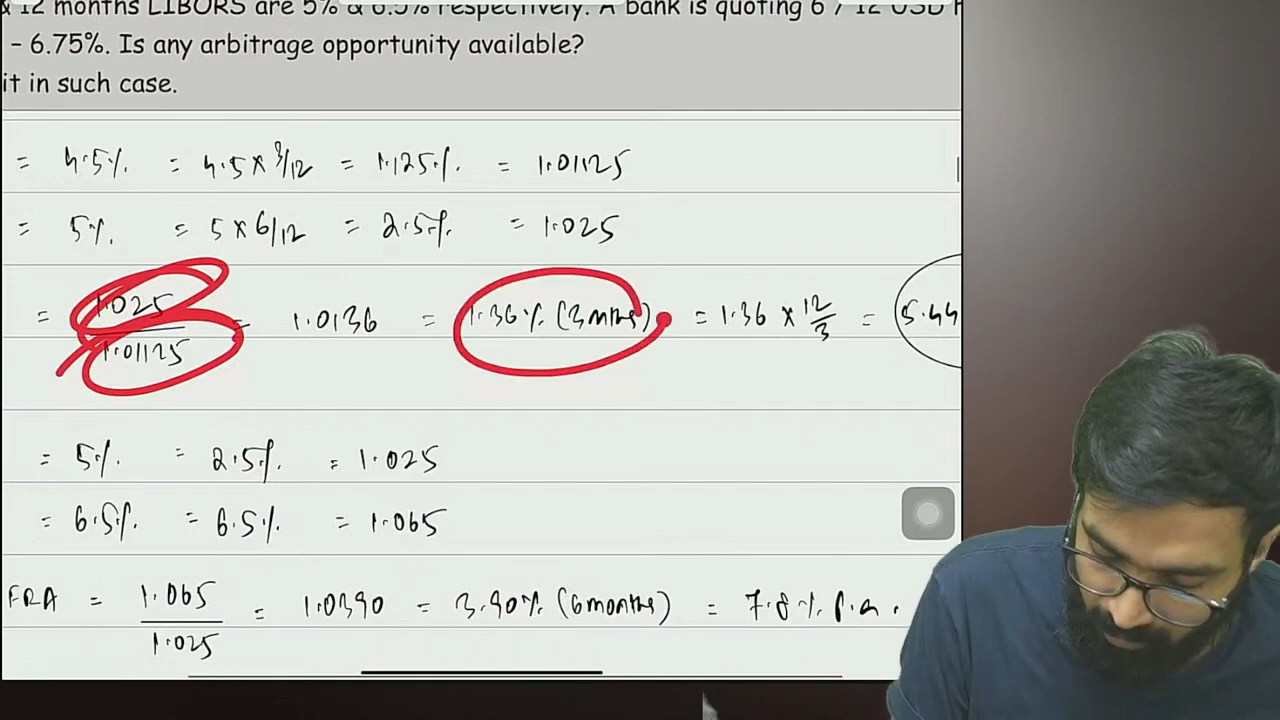 & 12 months LIBORS are 5% & 6.5% respectively. A bank is quoting 6 / 12 USD
- 6.75%. Is any arbitrage opportunity available?
it in such case.
= 4.5% = 4.5 x 3/12 = 1.125% = 1.01125
= 5% = 5 x 6/12 = 2.5% = 1.025
= 1.025 / 1.01125 = 1.0136 = 1.36% (3 mths) = 1.36 x 12/3 = 5.44
= 5% = 2.5% = 1.025
= 6.5% = 6.5% = 1.065
FRA = 1.065 / 1.025 = 1.0390 = 3.90% (6 months) = 7.8% p.a.